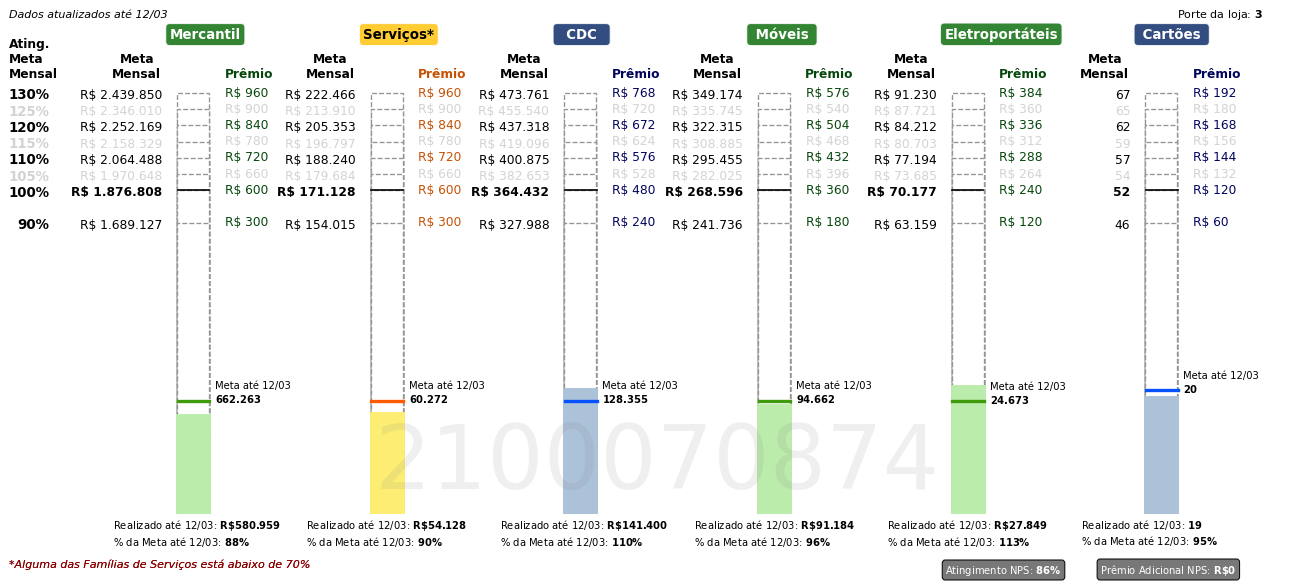 Dados atualizados até 12/03 Porte da loja: 3
Mercantil Serviços* CDC Móveis Eletroportáteis Cartões
Ating.
Meta Meta Meta Meta Meta Meta Meta
Mensal Mensal Prêmio Mensal Prêmio Mensal Prêmio Mensal Prêmio Mensal Prêmio Mensal Prêmio
130% R$ 2.439.850 R$ 960 R$ 222.466 R$ 960 R$ 473.761 R$ 768 R$ 349.174 R$ 576 R$ 91.230 R$ 384 67 R$ 192
125% R$ 2.346.010 R$ 900 R$ 213.910 R$ 900 R$ 455.540 R$ 720 R$ 335.745 R$ 540 R$ 87.721 R$ 360 65 R$ 180
120% R$ 2.252.169 R$ 840 R$ 205.353 R$ 840 R$ 437.318 R$ 672 R$ 322.315 R$ 504 R$ 84.212 R$ 336 62 R$ 168
115% R$ 2.158.329 R$ 780 R$ 196.797 R$ 780 R$ 419.096 R$ 624 R$ 308.885 R$ 468 R$ 80.703 R$ 312 59 R$ 156
110% R$ 2.064.488 R$ 720 R$ 188.240 R$ 720 R$ 400.875 R$ 576 R$ 295.455 R$ 432 R$ 77.194 R$ 288 57 R$ 144
105% R$ 1.970.648 R$ 660 R$ 179.684 R$ 660 R$ 382.653 R$ 528 R$ 282.025 R$ 396 R$ 73.685 R$ 264 54 R$ 132
100% R$ 1.876.808 R$ 600 R$ 171.128 R$ 600 R$ 364.432 R$ 480 R$ 268.596 R$ 360 R$ 70.177 R$ 240 52 R$ 120
90% R$ 1.689.127 R$ 300 R$ 154.015 R$ 300 R$ 327.988 R$ 240 R$ 241.736 R$ 180 R$ 63.159 R$ 120 46 R$ 60
Meta até 12/03 Meta até 12/03 Meta até 12/03 Meta até 12/03 Meta até 12/03 Meta até 12/03
662.263 60.272 128.355 94.662 24.673 20
2100070874
Realizado até 12/03: R$580.959 Realizado até 12/03: R$54.128 Realizado até 12/03: R$141.400 Realizado até 12/03: R$91.184 Realizado até 12/03: R$27.849 Realizado até 12/03: 19
% da Meta até 12/03: 88% % da Meta até 12/03: 90% % da Meta até 12/03: 110% % da Meta até 12/03: 96% % da Meta até 12/03: 113% % da Meta até 12/03: 95%
*Alguma das Famílias de Serviços está abaixo de 70% Atingimento NPS: 86% Prêmio Adicional NPS: R$0